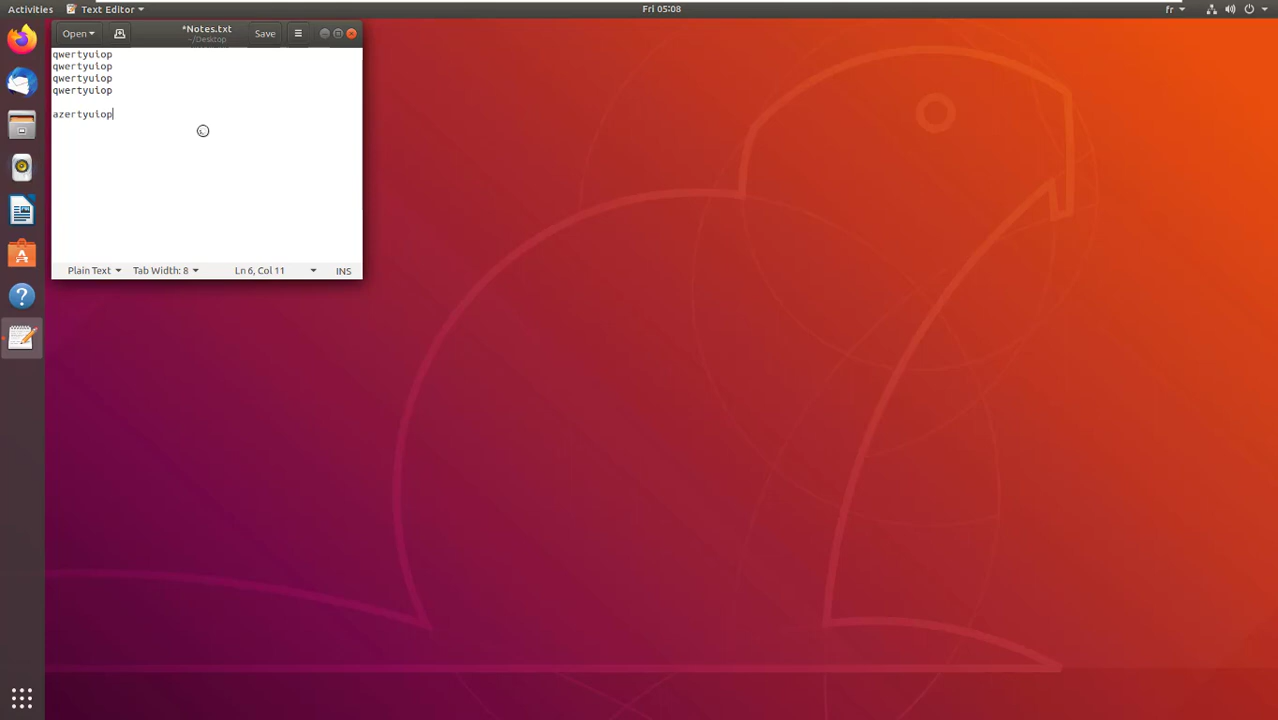 Activities Text Editor Fri 05:08 fr
Open *Notes.txt Save
~/Desktop
qwertyuiop
qwertyuiop
qwertyuiop
qwertyuiop
azertyuiop
Plain Text Tab Width: 8 Ln 6, Col 11 INS